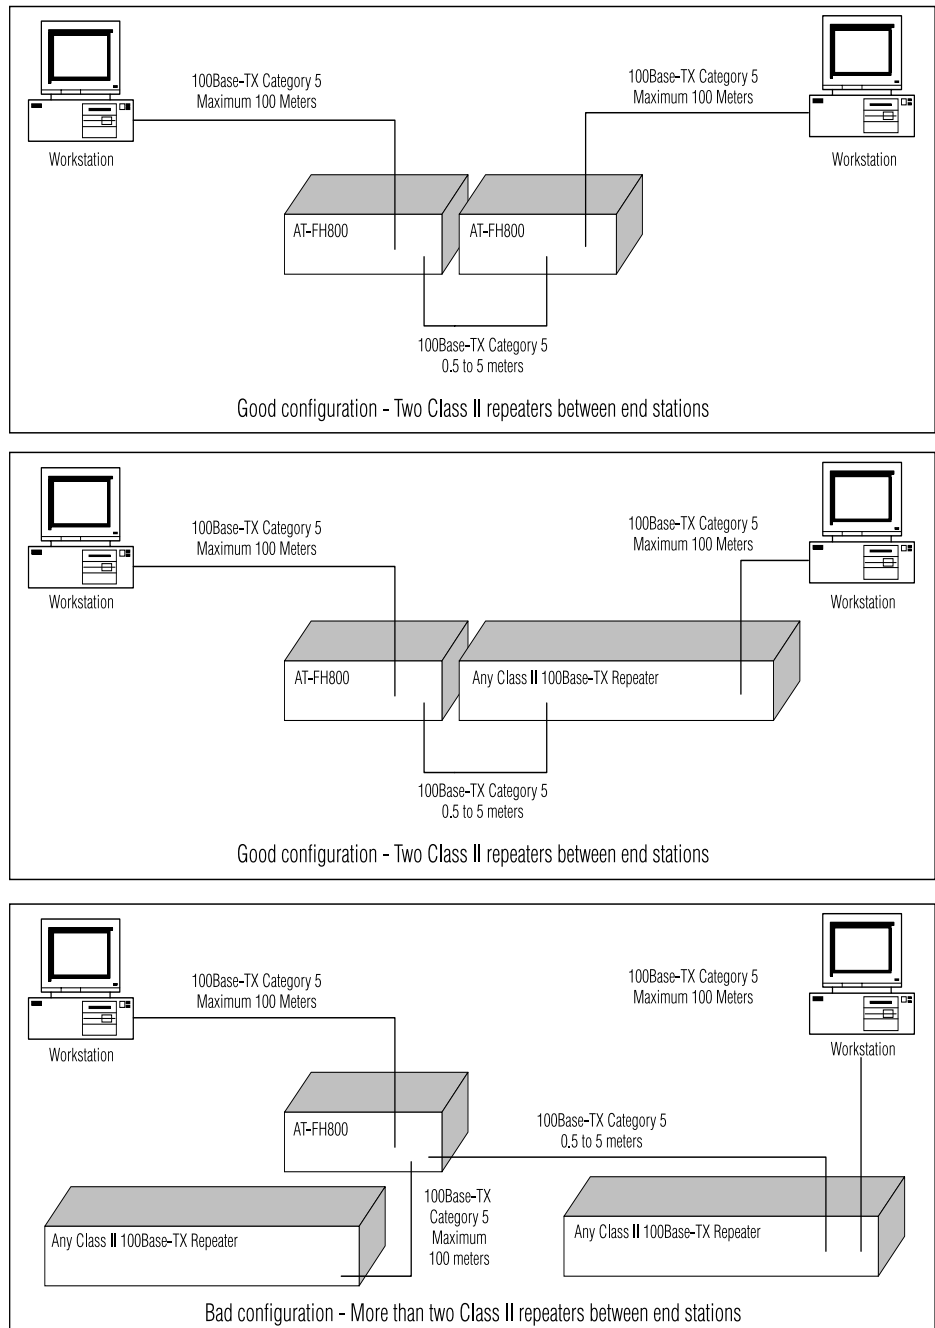 100Base-TX Category 5
Maximum 100 Meters
100Base-TX Category 5
Maximum 100 Meters
Workstation
Workstation
AT-FH800
AT-FH800
100Base-TX Category 5
0.5 to 5 meters
Good configuration - Two Class II repeaters between end stations
100Base-TX Category 5
Maximum 100 Meters
100Base-TX Category 5
Maximum 100 Meters
Workstation
Workstation
AT-FH800
Any Class II 100Base-TX Repeater
100Base-TX Category 5
0.5 to 5 meters
Good configuration - Two Class II repeaters between end stations
100Base-TX Category 5
Maximum 100 Meters
100Base-TX Category 5
Maximum 100 Meters
Workstation
Workstation
AT-FH800
100Base-TX Category 5
0.5 to 5 meters
100Base-TX
Category 5
Maximum
100 meters
Any Class II 100Base-TX Repeater
Any Class II 100Base-TX Repeater
Bad configuration - More than two Class II repeaters between end stations